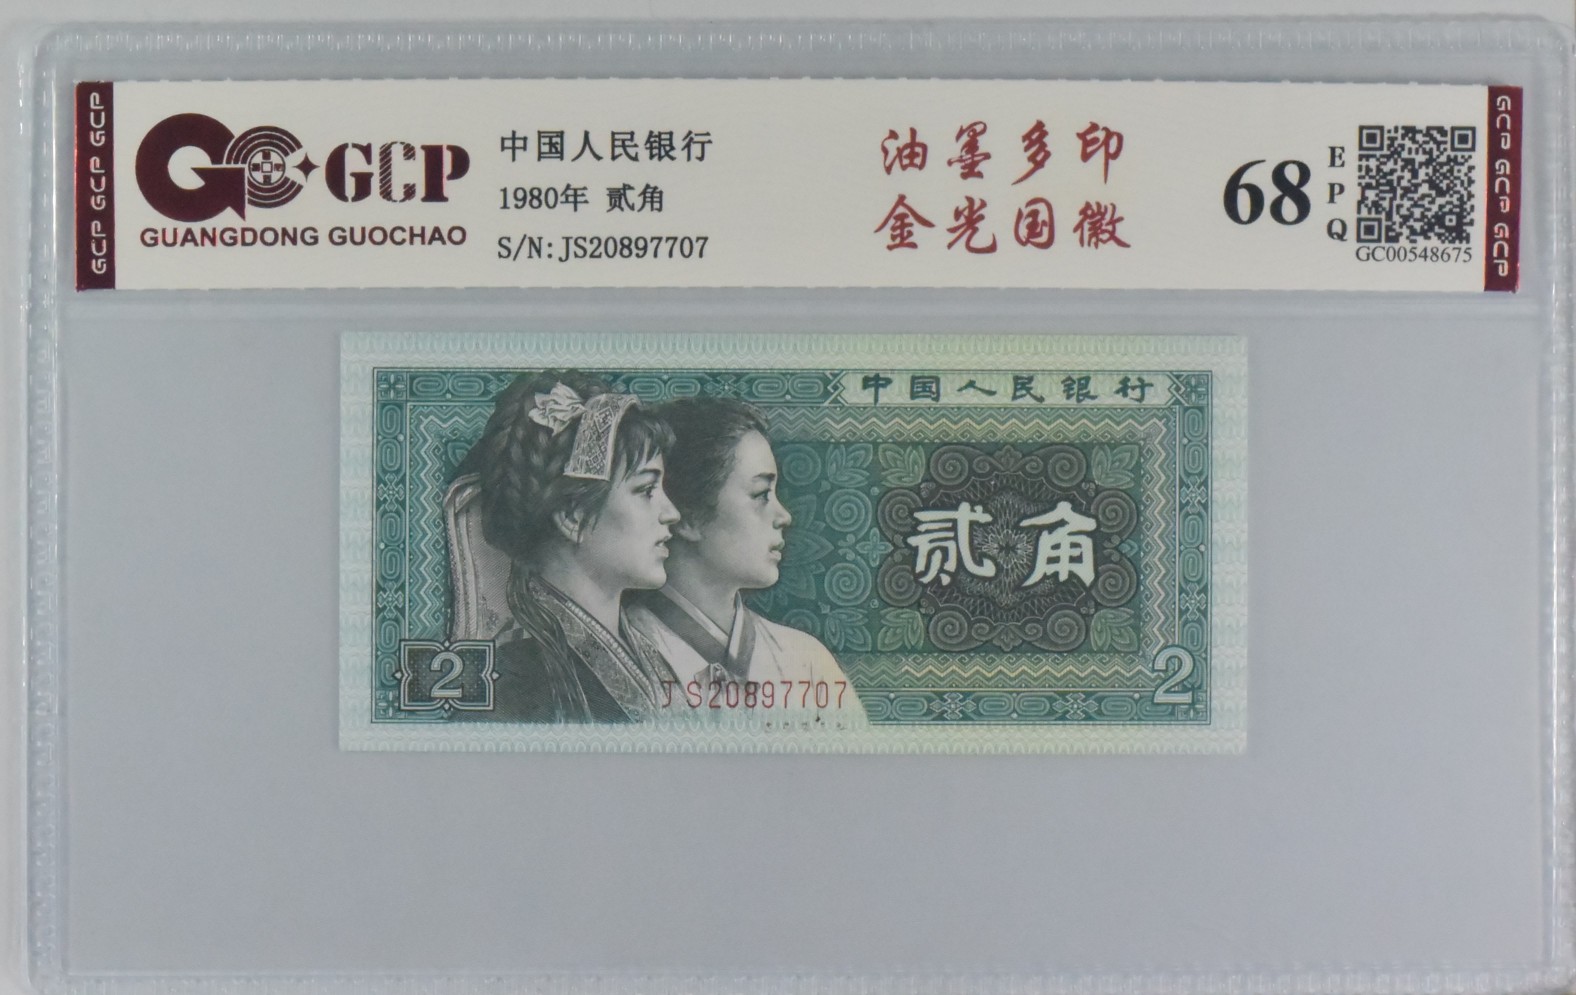 GCP GCP GCP
GCP
GUANGDONG GUOCHAO
中国人民银行
1980年 贰角
S/N:JS20897707
油墨多印
金光国徽
68
EPQ
GC00548675
GCP GCP GCP
中国人民银行
贰角
2
2
JS20897707